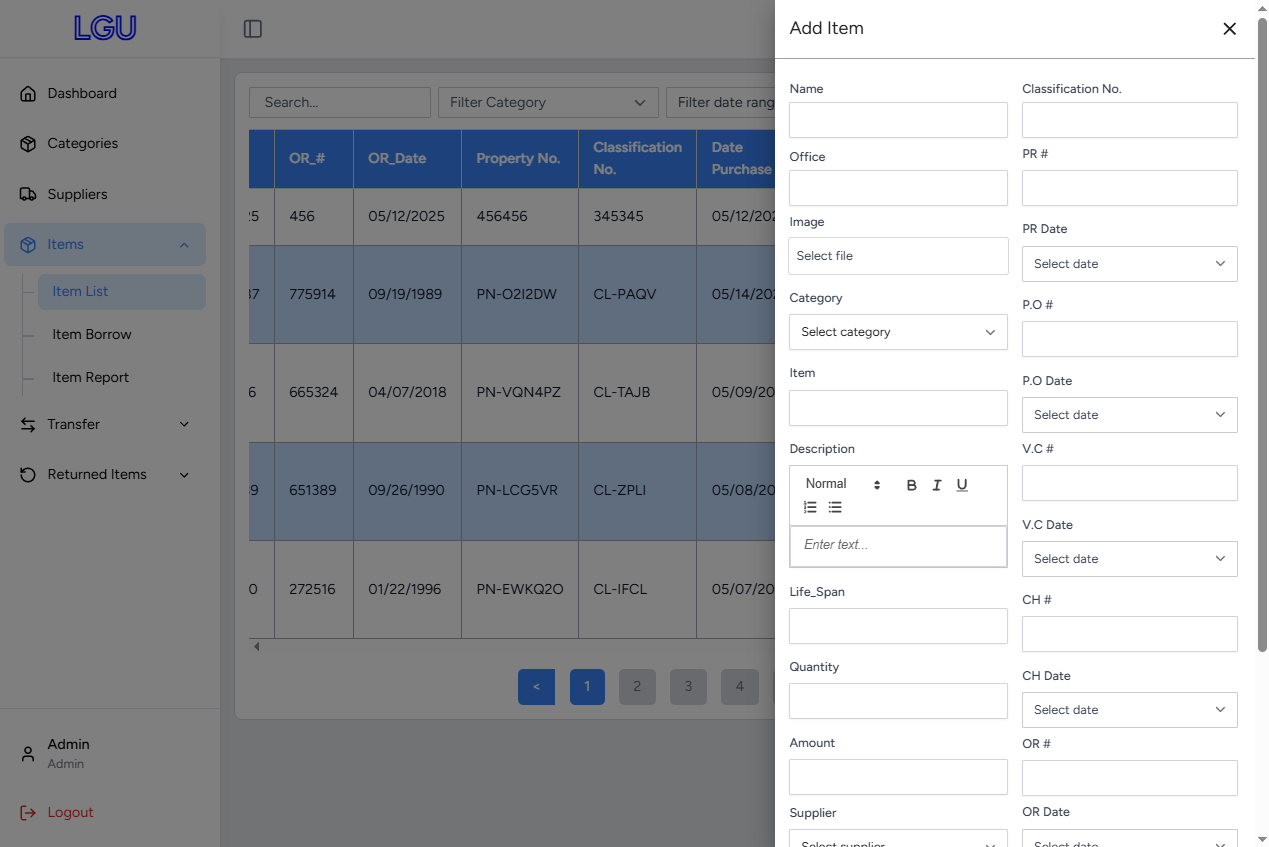 LGU
Dashboard
Categories
Suppliers
Items
Item List
Item Borrow
Item Report
Transfer
Returned Items
Admin
Admin
Logout
Search...
Filter Category
Filter date rang
OR_# OR_Date Property No. Classification No. Date Purchase
5 456 05/12/2025 456456 345345 05/12/202
37 775914 09/19/1989 PN-O2I2DW CL-PAQV 05/14/202
6 665324 04/07/2018 PN-VQN4PZ CL-TAJB 05/09/20
9 651389 09/26/1990 PN-LCG5VR CL-ZPLI 05/08/20
0 272516 01/22/1996 PN-EWKQ2O CL-IFCL 05/07/20
< 1 2 3 4
Add Item
Name
Office
Image
Select file
Category
Select category
Item
Description
Normal B I U
Enter text...
Life_Span
Quantity
Amount
Supplier
Select supplier
Classification No.
PR #
PR Date
Select date
P.O #
P.O Date
Select date
V.C #
V.C Date
Select date
CH #
CH Date
Select date
OR #
OR Date
Select date